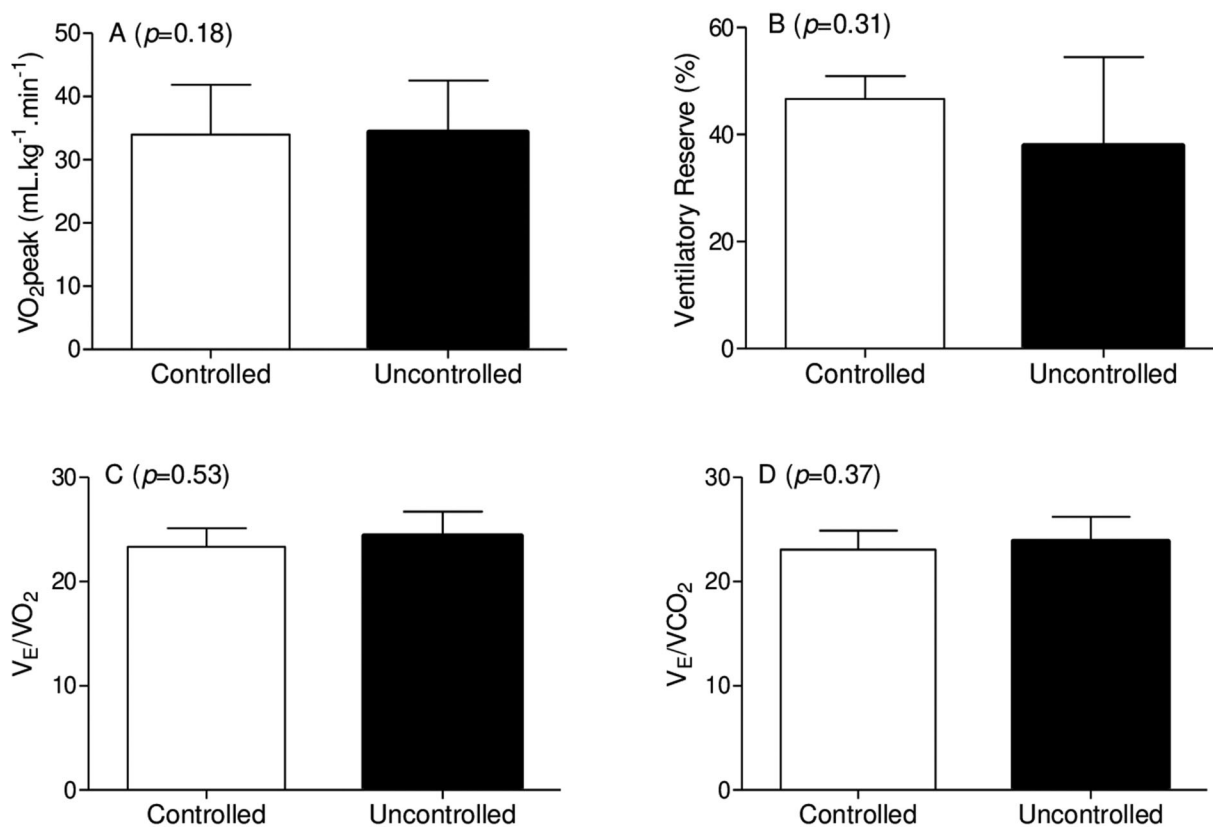 A (p=0.18)
VO₂peak (mL.kg⁻¹.min⁻¹)
50
40
30
20
10
0
Controlled Uncontrolled
B (p=0.31)
Ventilatory Reserve (%)
60
40
20
0
Controlled Uncontrolled
C (p=0.53)
V_E/VO₂
30
20
10
0
Controlled Uncontrolled
D (p=0.37)
V_E/VCO₂
30
20
10
0
Controlled Uncontrolled